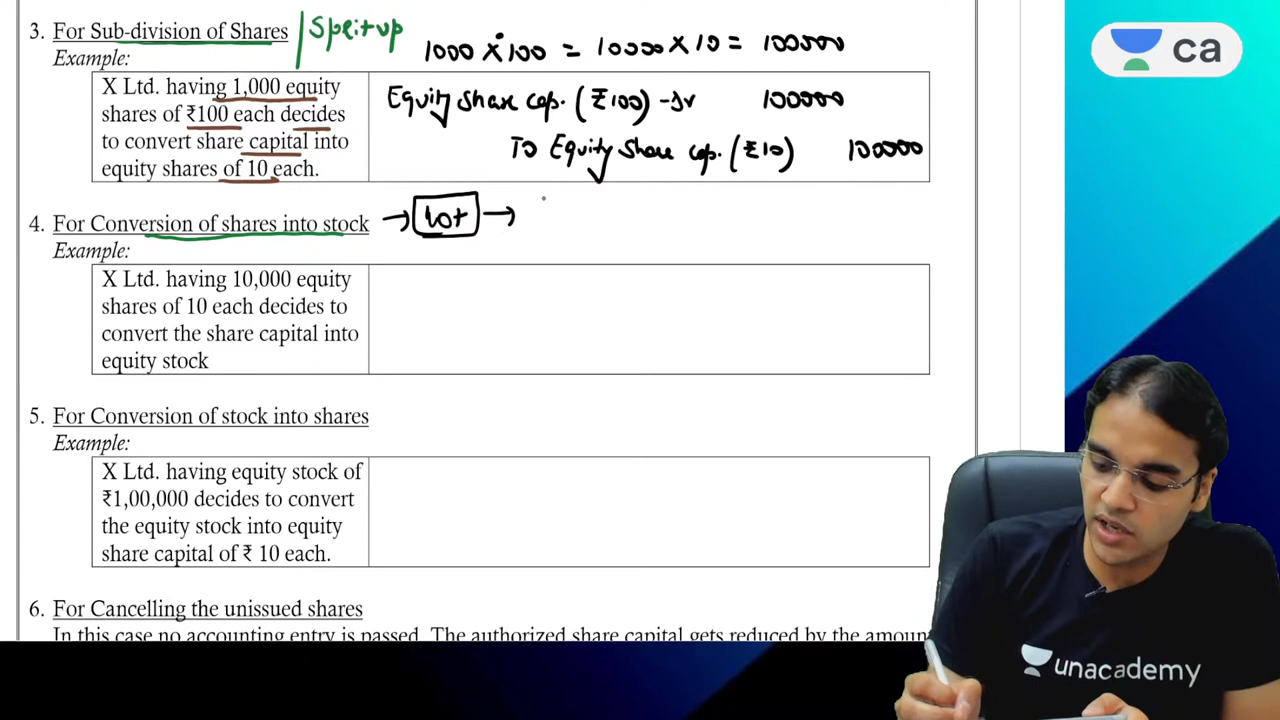 3. For Sub-division of Shares / Spritup
1000 × 100 = 10000 × 10 = 100000
Example:
X Ltd. having 1,000 equity
shares of ₹100 each decides
to convert share capital into
equity shares of 10 each.
Equity share cap. (₹100) -Dr 100000
To Equity share cap. (₹10) 100000
4. For Conversion of shares into stock → Lot →
Example:
X Ltd. having 10,000 equity
shares of 10 each decides to
convert the share capital into
equity stock
5. For Conversion of stock into shares
Example:
X Ltd. having equity stock of
₹1,00,000 decides to convert
the equity stock into equity
share capital of ₹ 10 each.
6. For Cancelling the unissued shares
In this case no accounting entry is passed. The authorized share capital gets reduced by the amoun
ca
unacademy